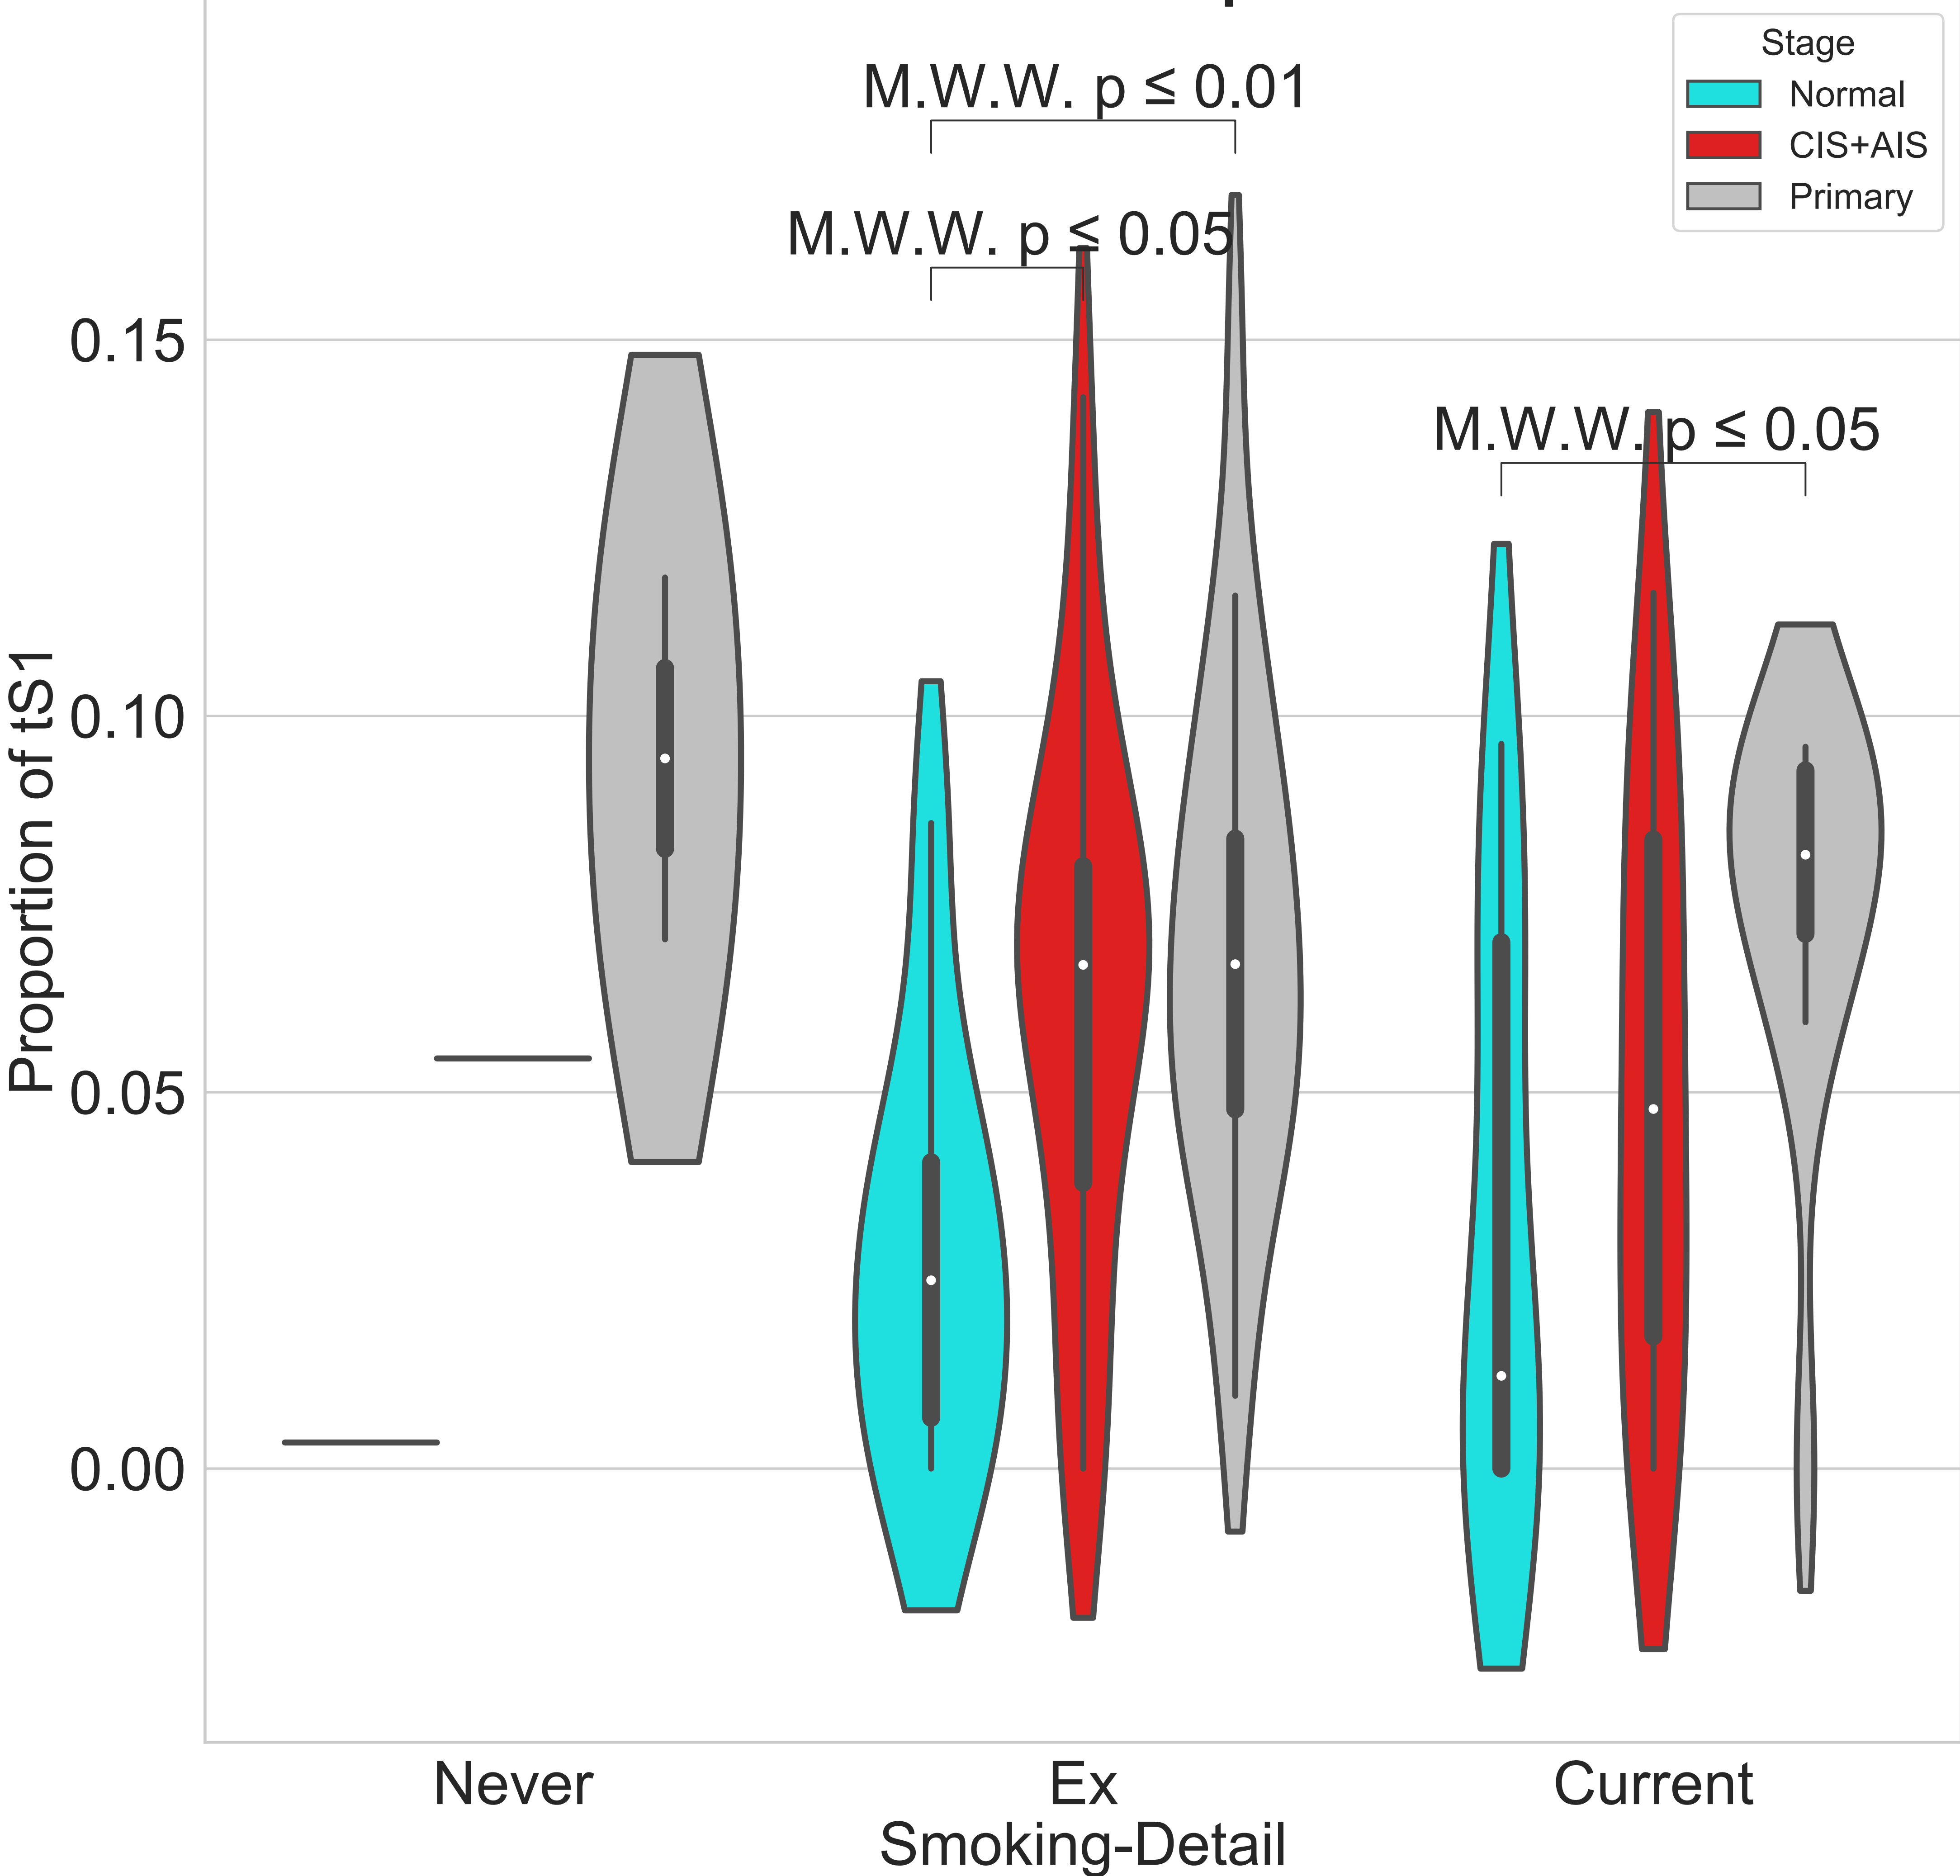 Stage
Normal
CIS+AIS
Primary
M.W.W. p ≤ 0.01
M.W.W. p ≤ 0.05
M.W.W. p ≤ 0.05
Proportion of tS1
0.15
0.10
0.05
0.00
Never
Ex
Current
Smoking-Detail